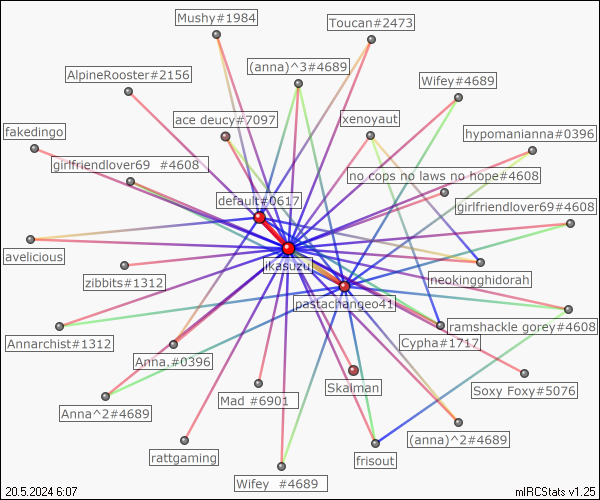 Mushy#1984
Toucan#2473
(anna)^3#4689
AlpineRooster#2156
Wifey#4689
ace deucy#7097
xenoyaut
fakedingo
hypomanianna#0396
girlfriendlover69 #4608
no cops no laws no hope#4608
default#0617
girlfriendlover69#4608
avelicious
ikasuzu
zibbits#1312
neokingghidorah
pastachangeo41
ramshackle gorey#4608
Annarchist#1312
Cypha#1717
Anna.#0396
Skalman
Soxy Foxy#5076
Mad #6901
Anna^2#4689
(anna)^2#4689
rattgaming
frisout
Wifey #4689
20.5.2024 6:07
mIRCStats v1.25